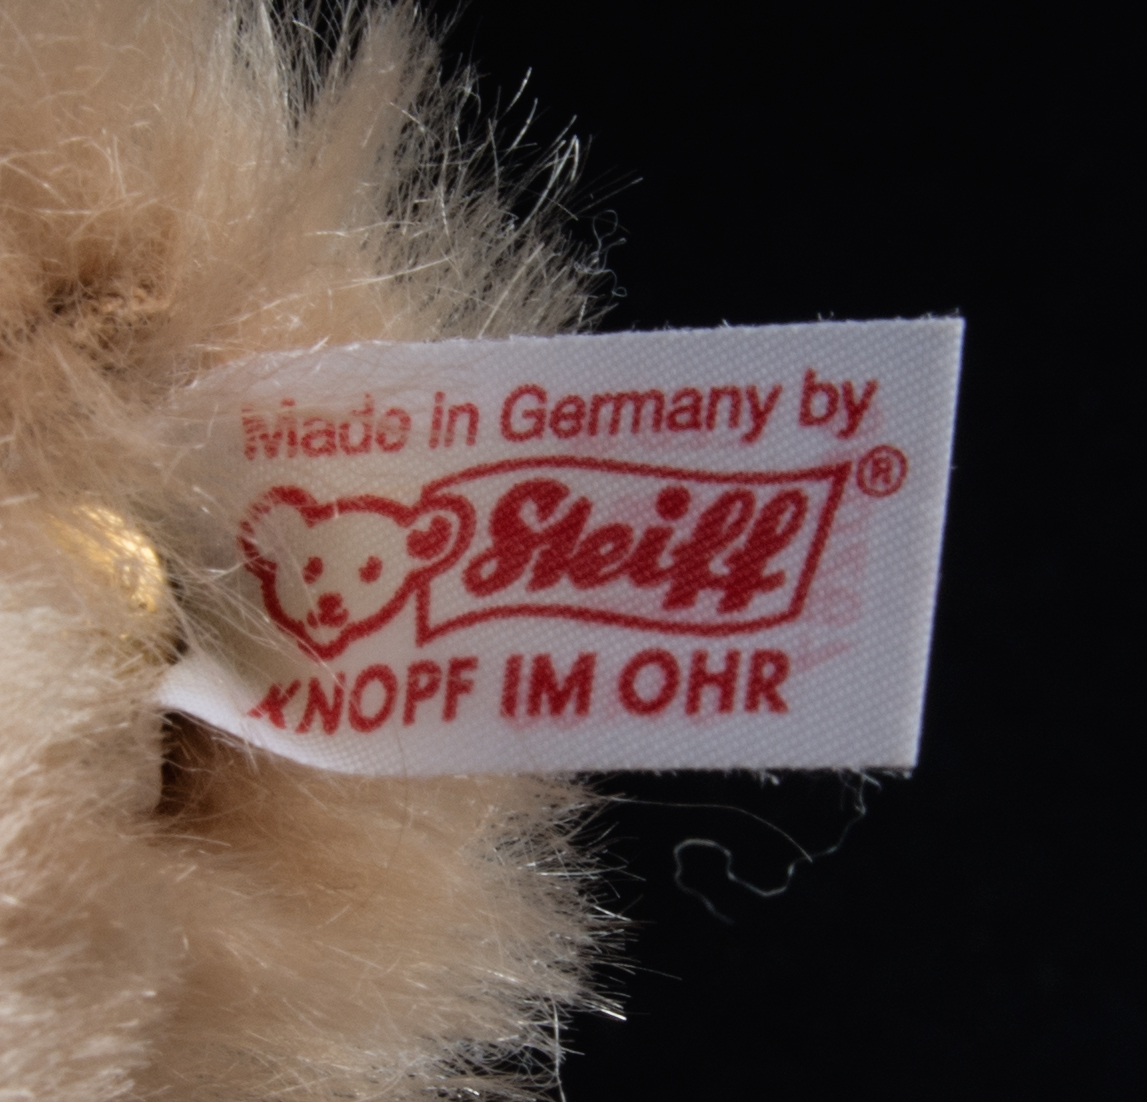 Made in Germany by
Steiff®
KNOPF IM OHR